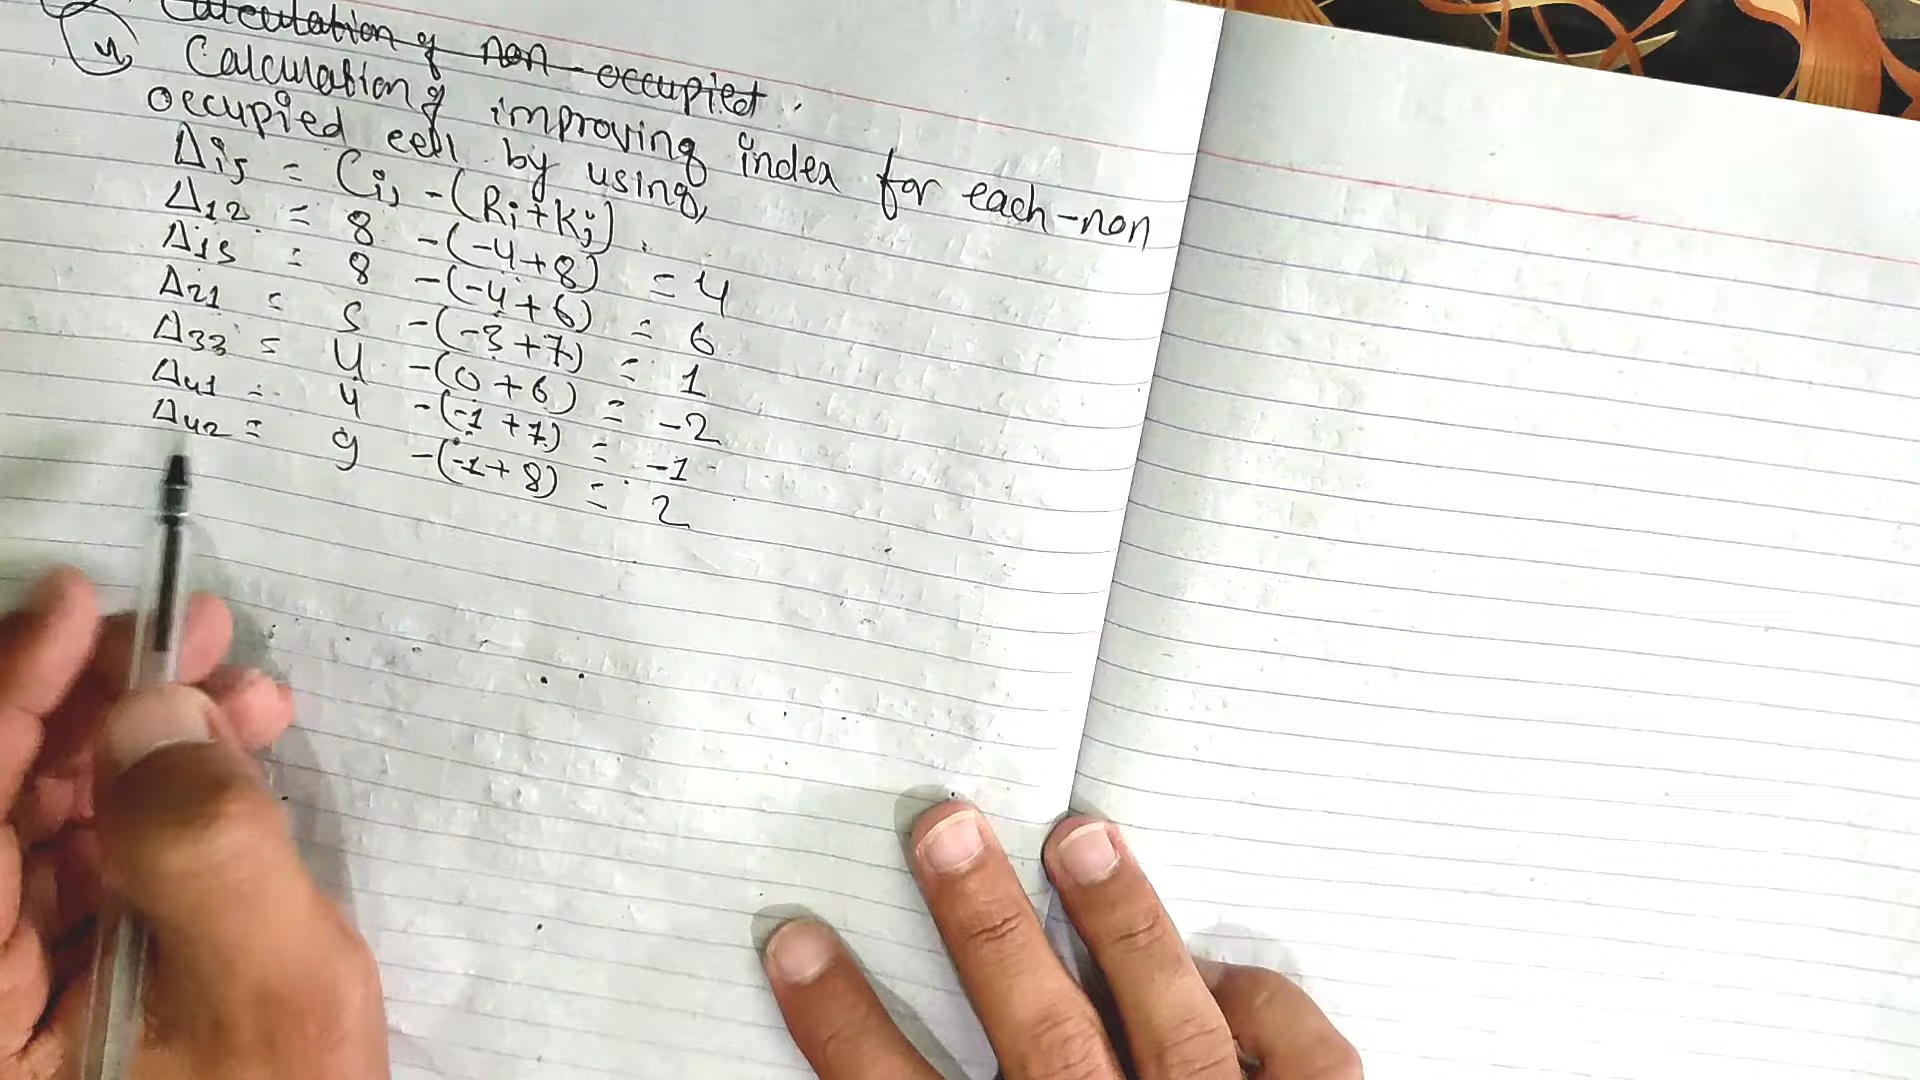 Calculation of non-occupied
Calculation of improving index for each-non
occupied cell by using,
Δij = Cij -(Ri+Kj)
Δ12 = 8 -(-4+8) = 4
Δ13 = 8 -(-4+6) = 6
Δ21 = 5 -(-3+7) = 1
Δ33 = 4 -(0+6) = -2
Δ41 = 4 -(-1+7) = -1
Δ42 = 9 -(-1+8) = 2